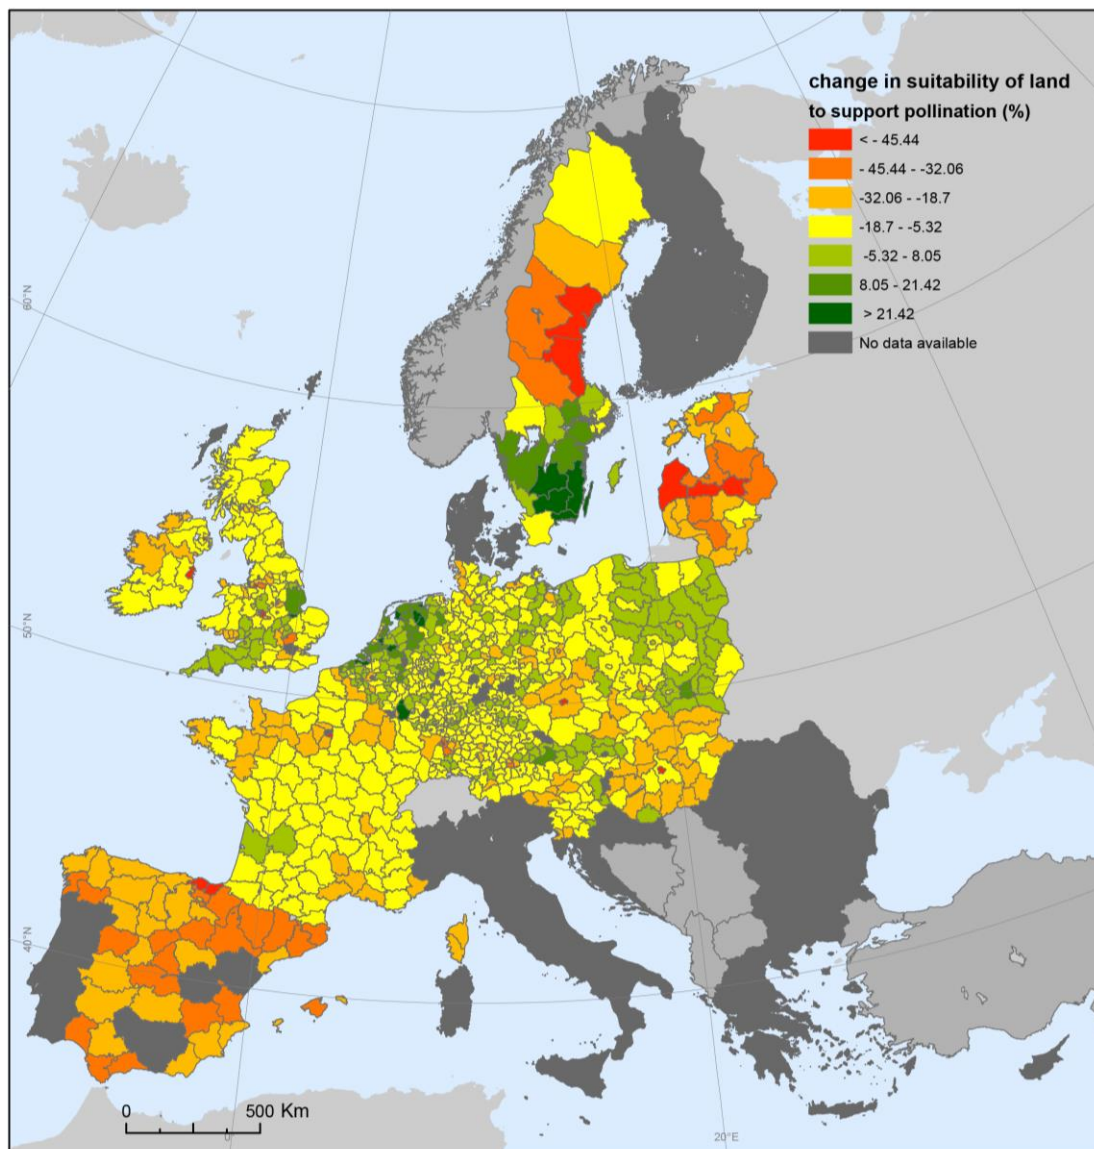 change in suitability of land
to support pollination (%)
< - 45.44
- 45.44 - -32.06
-32.06 - -18.7
-18.7 - -5.32
-5.32 - 8.05
8.05 - 21.42
> 21.42
No data available
60°N
50°N
40°N
0 500 Km
0°
20°E